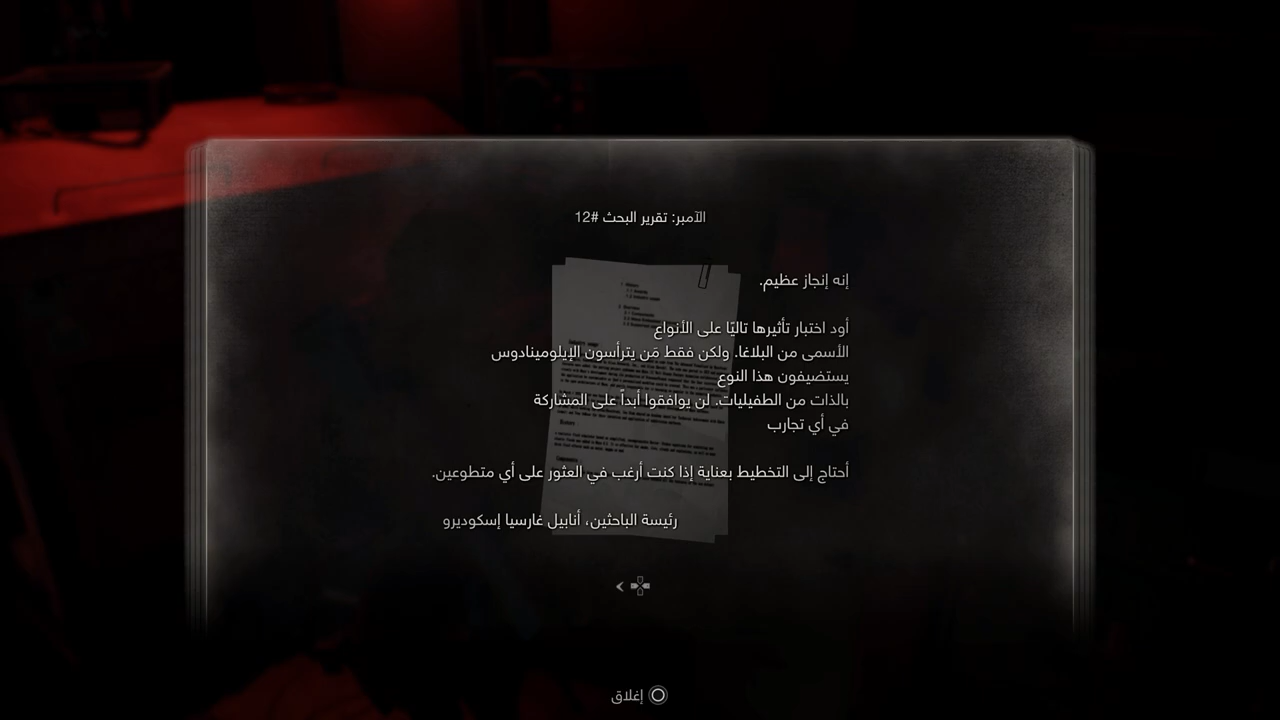 الأمبر: تقرير البحث #12
إنه إنجاز عظيم.
أود اختبار تأثيرها تاليًا على الأنواع
الأسمى من البلاغا. ولكن فقط مَن يترأسون الإيلومينادوس
يستضيفون هذا النوع
بالذات من الطفيليات. لن يوافقوا أبداً على المشاركة
في أي تجارب
أحتاج إلى التخطيط بعناية إذا كنت أرغب في العثور على أي متطوعين.
رئيسة الباحثين، أنابيل غارسيا إسكوديرو
إغلاق